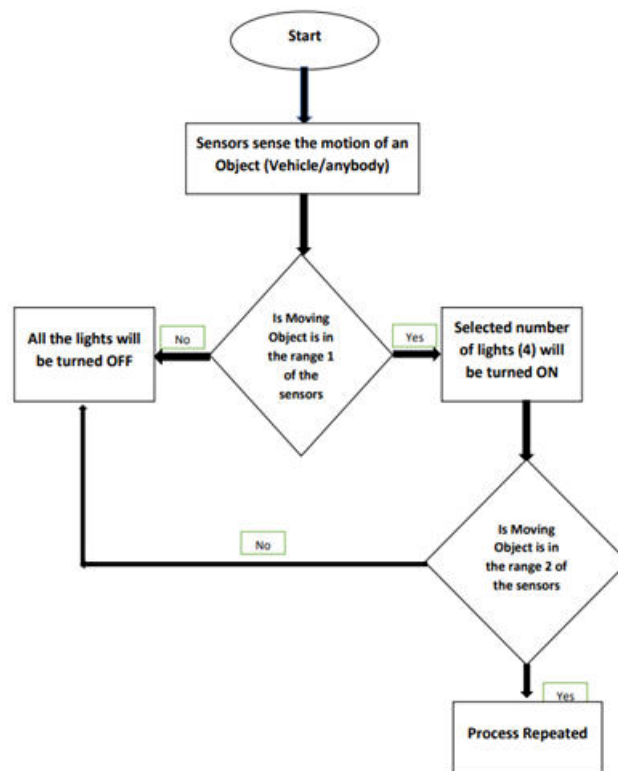 Start
Sensors sense the motion of an
Object (Vehicle/anybody)
Is Moving
Object is in
the range 1
of the
sensors
No
Yes
All the lights will
be turned OFF
Selected number
of lights (4) will
be turned ON
Is Moving
Object is in
the range 2 of
the sensors
No
Yes
Process Repeated